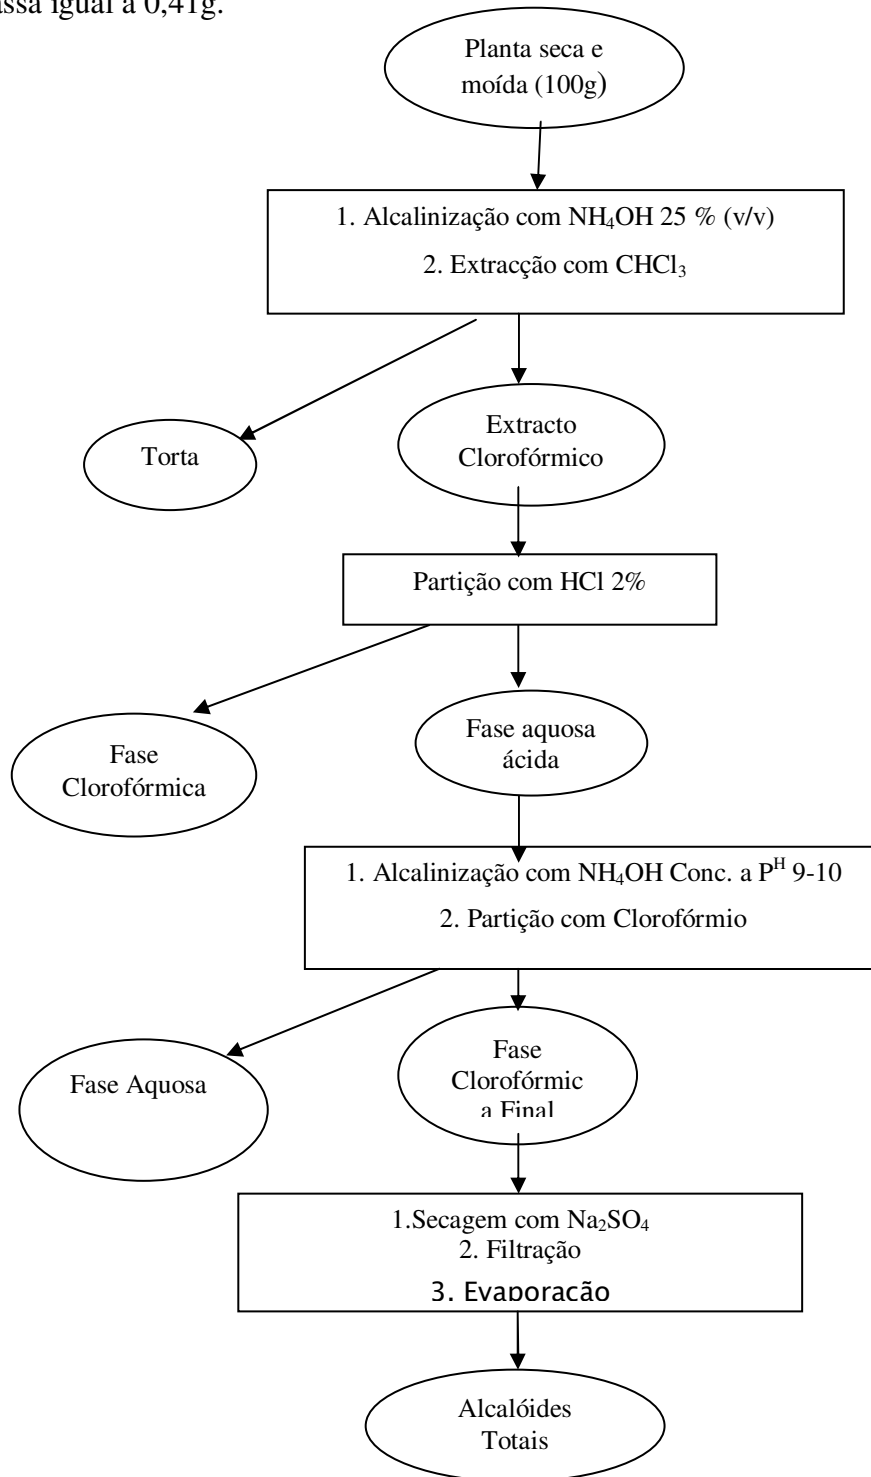 igual a 0,41g.
Planta seca e
moída (100g)
1. Alcalinização com NH₄OH 25 % (v/v)
2. Extracção com CHCl₃
Torta
Extracto
Clorofórmico
Partição com HCl 2%
Fase
Clorofórmica
Fase aquosa
ácida
1. Alcalinização com NH₄OH Conc. a Pᴴ 9-10
2. Partição com Clorofórmio
Fase Aquosa
Fase
Clorofórmic
a Final
1.Secagem com Na₂SO₄
2. Filtração
3. Evaporação
Alcalóides
Totais